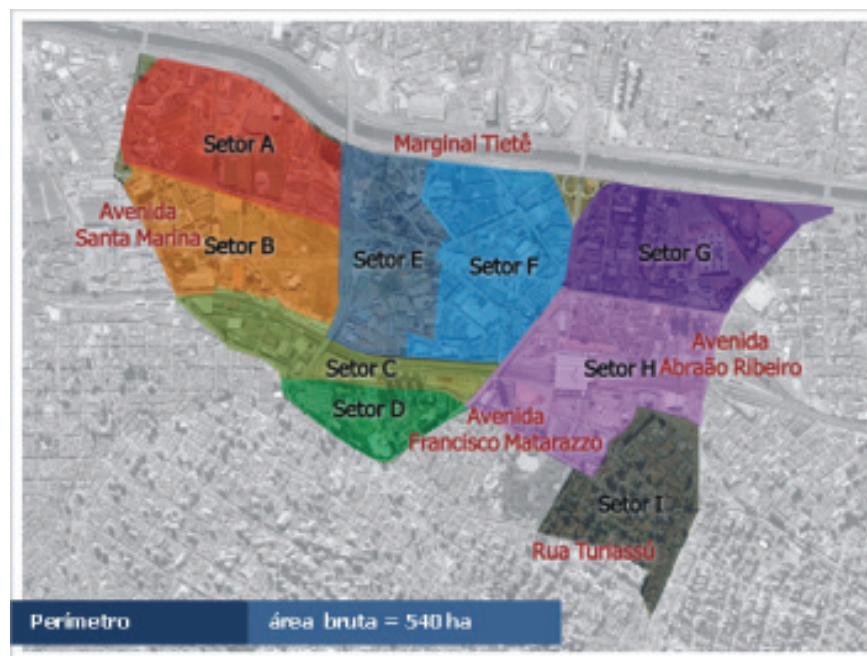 Setor A
Marginal Tietê
Avenida
Santa Marina
Setor B
Setor E
Setor F
Setor G
Setor C
Setor H
Avenida
Abraão Ribeiro
Setor D
Avenida
Francisco Matarazzo
Setor I
Rua Turiassú
Perímetro
área bruta = 540 ha